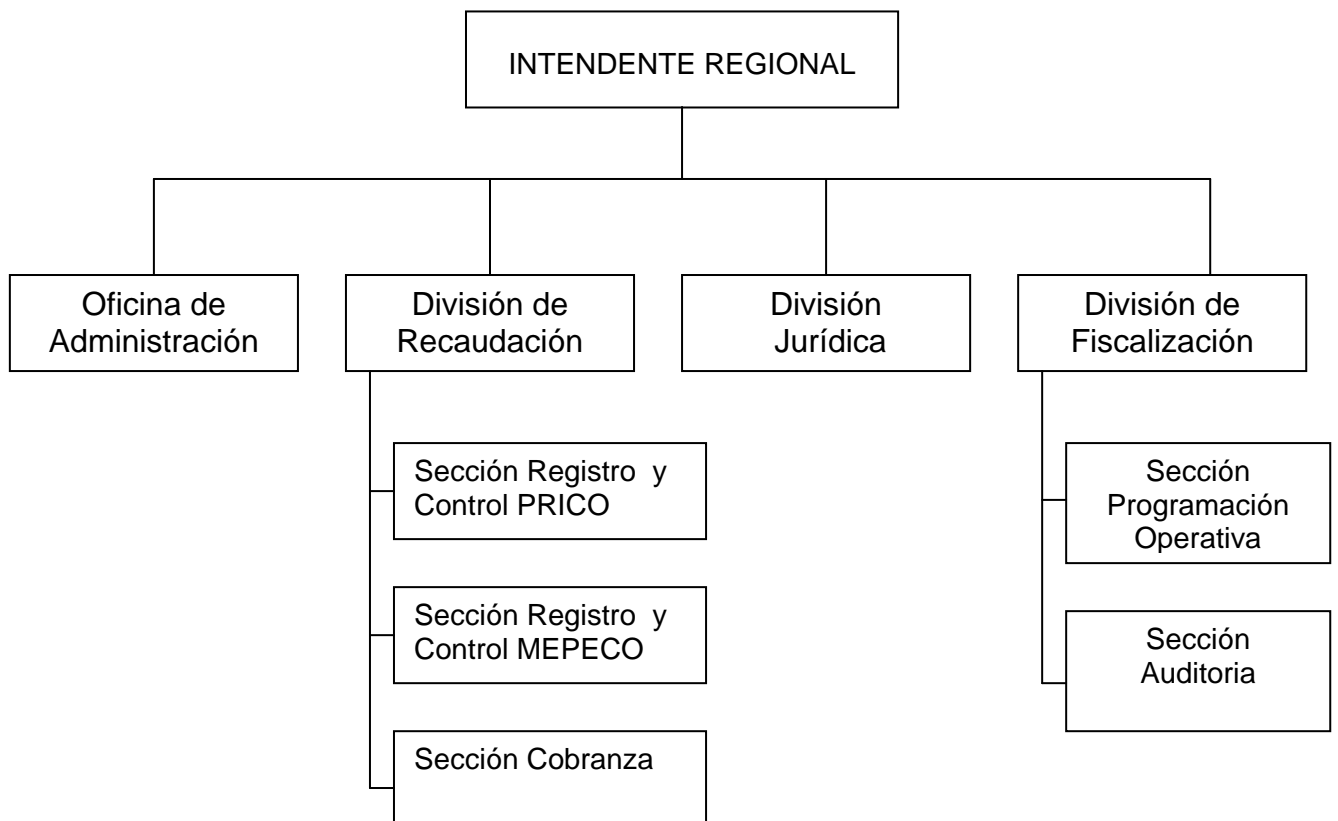 INTENDENTE REGIONAL
Oficina de
Administración
División de
Recaudación
División
Jurídica
División de
Fiscalización
Sección Registro y
Control PRICO
Sección Registro y
Control MEPECO
Sección Cobranza
Sección
Programación
Operativa
Sección
Auditoria